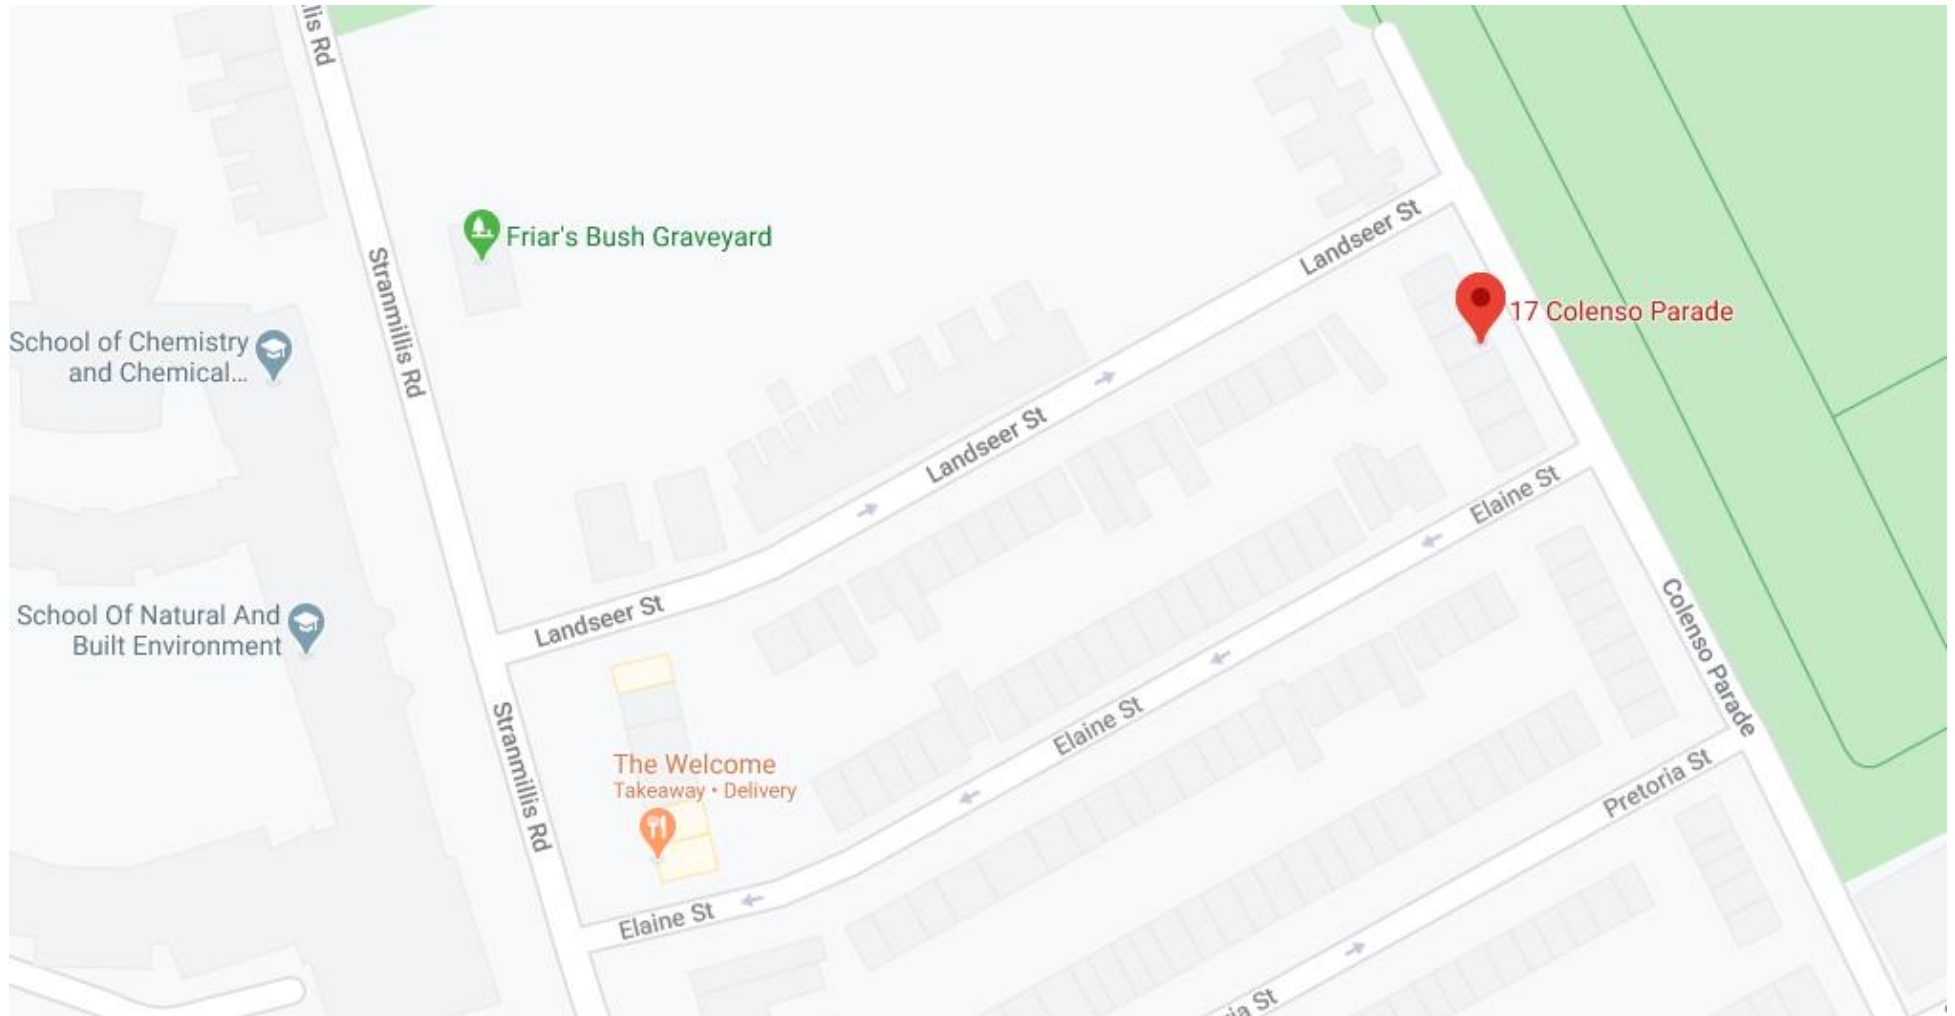 lis Rd
Friar's Bush Graveyard
Landseer St
Stranmillis Rd
17 Colenso Parade
School of Chemistry
and Chemical...
Landseer St
Elaine St
Landseer St
School Of Natural And
Built Environment
Colenso Parade
Stranmillis Rd
Elaine St
The Welcome
Takeaway • Delivery
Pretoria St
Elaine St
ia St